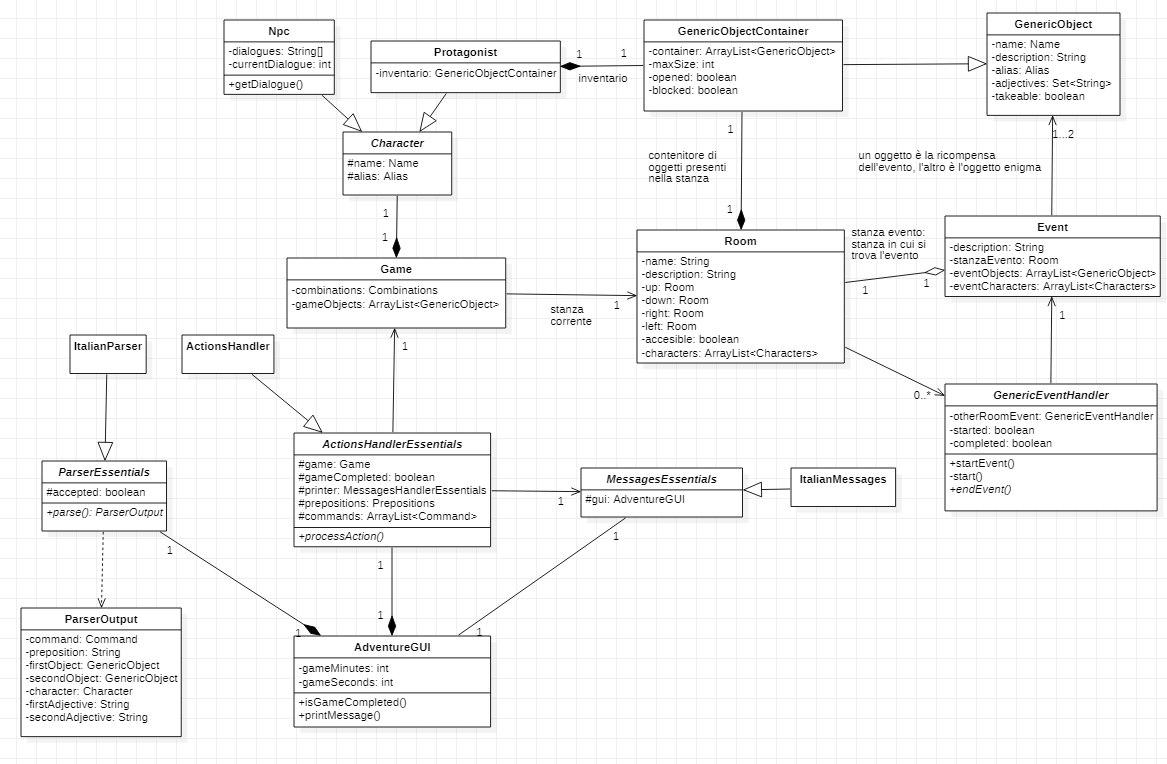 Npc
-dialogues: String[]
-currentDialogue: int
+getDialogue()
Protagonist
-inventario: GenericObjectContainer
1
1
inventario
GenericObjectContainer
-container: ArrayList<GenericObject>
-maxSize: int
-opened: boolean
-blocked: boolean
GenericObject
-name: Name
-description: String
-alias: Alias
-adjectives: Set<String>
-takeable: boolean
Character
#name: Name
#alias: Alias
1
contenitore di
oggetti presenti
nella stanza
1
1...2
un oggetto è la ricompensa
dell'evento, l'altro è l'oggetto enigma
1
1
Game
-combinations: Combinations
-gameObjects: ArrayList<GenericObject>
stanza
corrente
1
Room
-name: String
-description: String
-up: Room
-down: Room
-right: Room
-left: Room
-accesible: boolean
-characters: ArrayList<Characters>
stanza evento:
stanza in cui si
trova l'evento
1
1
Event
-description: String
-stanzaEvento: Room
-eventObjects: ArrayList<GenericObject>
-eventCharacters: ArrayList<Characters>
1
0..*
ItalianParser
ActionsHandler
1
GenericEventHandler
-otherRoomEvent: GenericEventHandler
-started: boolean
-completed: boolean
+startEvent()
-start()
+endEvent()
ParserEssentials
#accepted: boolean
+parse(): ParserOutput
ActionsHandlerEssentials
#game: Game
#gameCompleted: boolean
#printer: MessagesHandlerEssentials
#prepositions: Prepositions
#commands: ArrayList<Command>
+processAction()
1
MessagesEssentials
#gui: AdventureGUI
ItalianMessages
1
1
1
1
1
1
ParserOutput
-command: Command
-preposition: String
-firstObject: GenericObject
-secondObject: GenericObject
-character: Character
-firstAdjective: String
-secondAdjective: String
AdventureGUI
-gameMinutes: int
-gameSeconds: int
+isGameCompleted()
+printMessage()